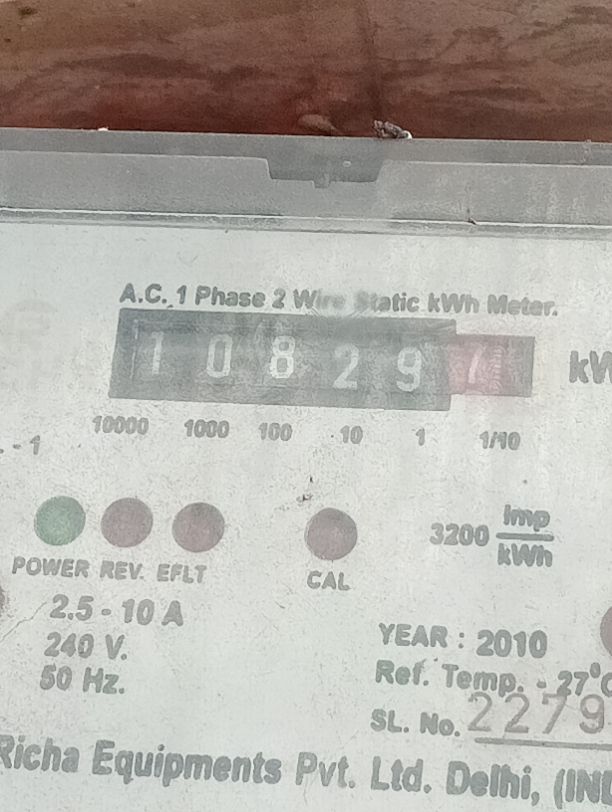 A.C. 1 Phase 2 Wire Static kWh Meter.
1 0 8 2 9
10000 1000 100 10 1 1/10
- 1
3200 Imp/kWh
POWER REV. EFLT CAL
2.5 - 10 A
240 V.
50 Hz.
YEAR : 2010
Ref. Temp. - 27°C
SL. No. 2279
Richa Equipments Pvt. Ltd. Delhi,